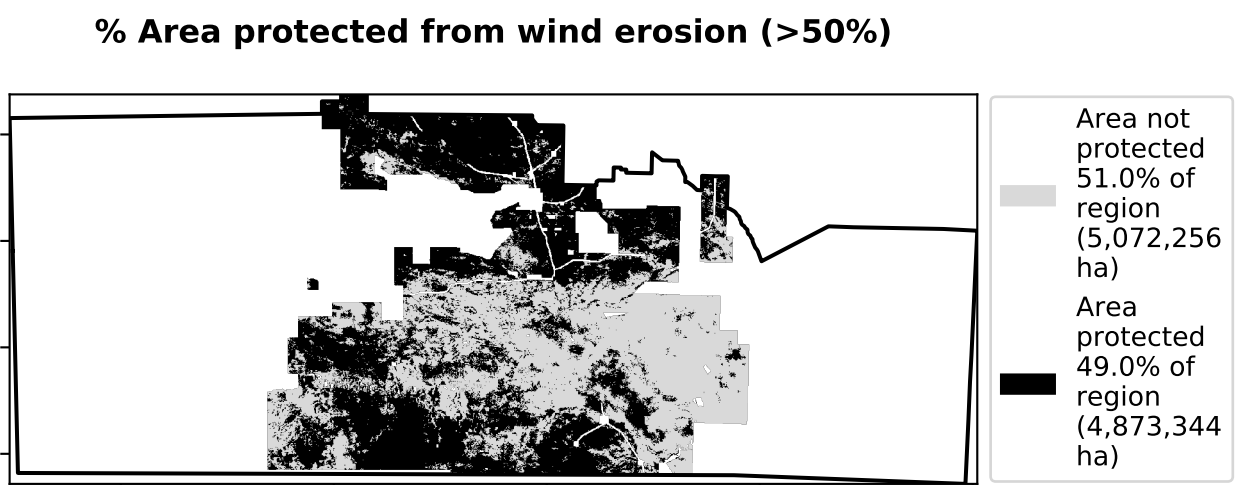 % Area protected from wind erosion (>50%)
Area not
protected
51.0% of
region
(5,072,256
ha)
Area
protected
49.0% of
region
(4,873,344
ha)